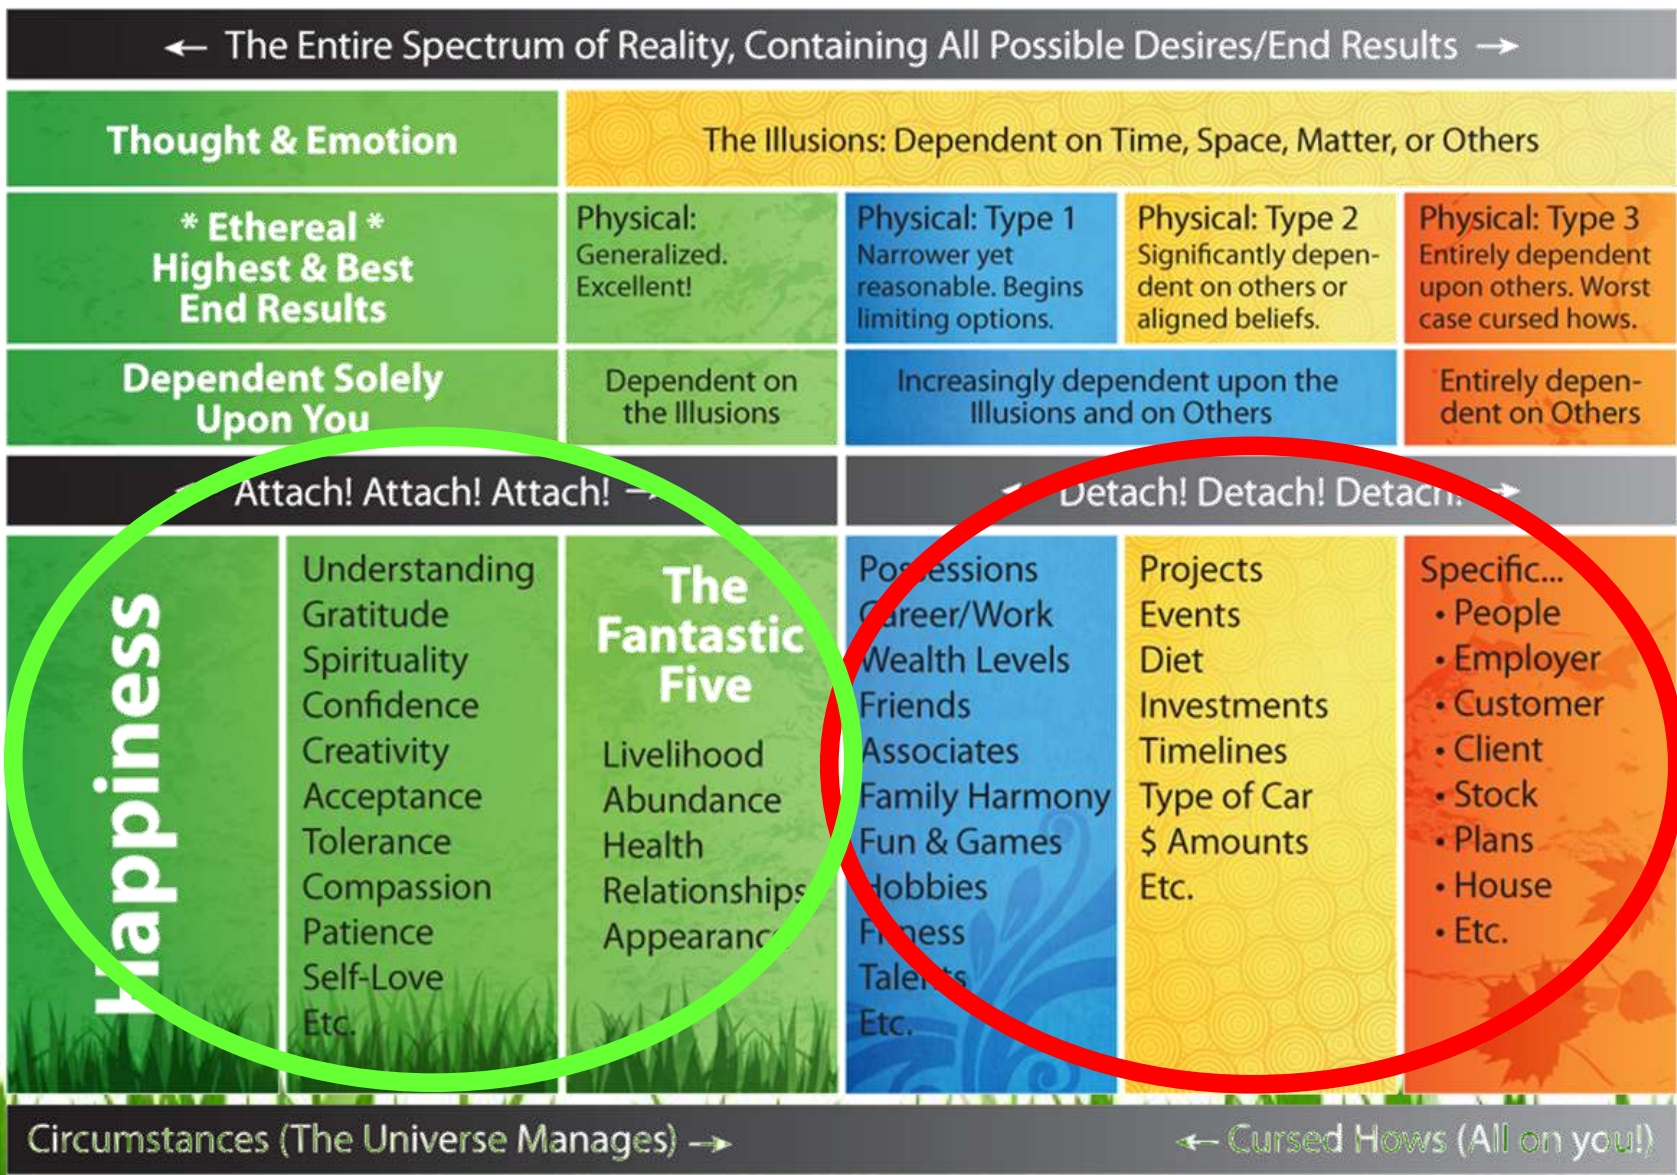 ← The Entire Spectrum of Reality, Containing All Possible Desires/End Results →
Thought & Emotion
The Illusions: Dependent on Time, Space, Matter, or Others
* Ethereal *
Highest & Best
End Results
Physical:
Generalized.
Excellent!
Physical: Type 1
Narrower yet
reasonable. Begins
limiting options.
Physical: Type 2
Significantly depen-
dent on others or
aligned beliefs.
Physical: Type 3
Entirely dependent
upon others. Worst
case cursed hows.
Dependent Solely
Upon You
Dependent on
the Illusions
Increasingly dependent upon the
Illusions and on Others
Entirely depen-
dent on Others
← Attach! Attach! Attach! →
← Detach! Detach! Detach! →
Happiness
Understanding
Gratitude
Spirituality
Confidence
Creativity
Acceptance
Tolerance
Compassion
Patience
Self-Love
Etc.
The
Fantastic
Five
Livelihood
Abundance
Health
Relationships
Appearance
Possessions
Career/Work
Wealth Levels
Friends
Associates
Family Harmony
Fun & Games
Hobbies
Fitness
Talents
Etc.
Projects
Events
Diet
Investments
Timelines
Type of Car
$ Amounts
Etc.
Specific...
• People
• Employer
• Customer
• Client
• Stock
• Plans
• House
• Etc.
Circumstances (The Universe Manages) →
← Cursed Hows (All on you!)